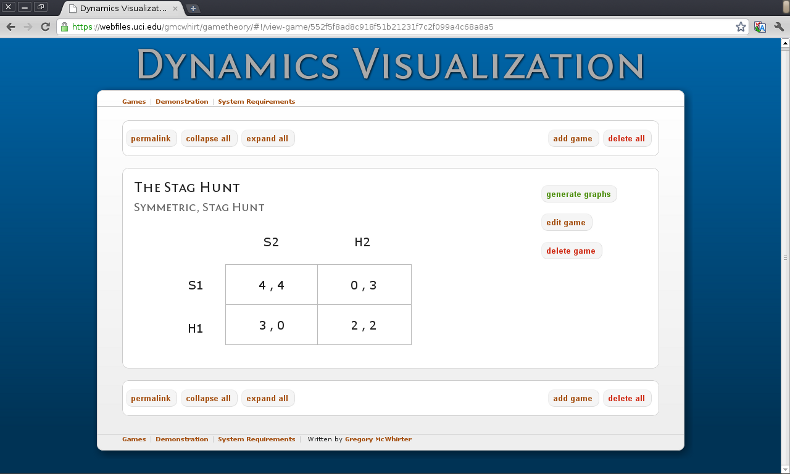 Dynamics Visualizat...
https://webfiles.uci.edu/gmcwhirt/gametheory/#!/view-game/552f5f8ad8c918f51b21231f7c2f099a4c68a8a5
Dynamics Visualization
Games | Demonstration | System Requirements
permalink collapse all expand all add game delete all
The Stag Hunt
Symmetric, Stag Hunt
generate graphs
edit game
delete game
S2 H2
S1 4 , 4 0 , 3
H1 3 , 0 2 , 2
permalink collapse all expand all add game delete all
Games | Demonstration | System Requirements | Written by Gregory McWhirter